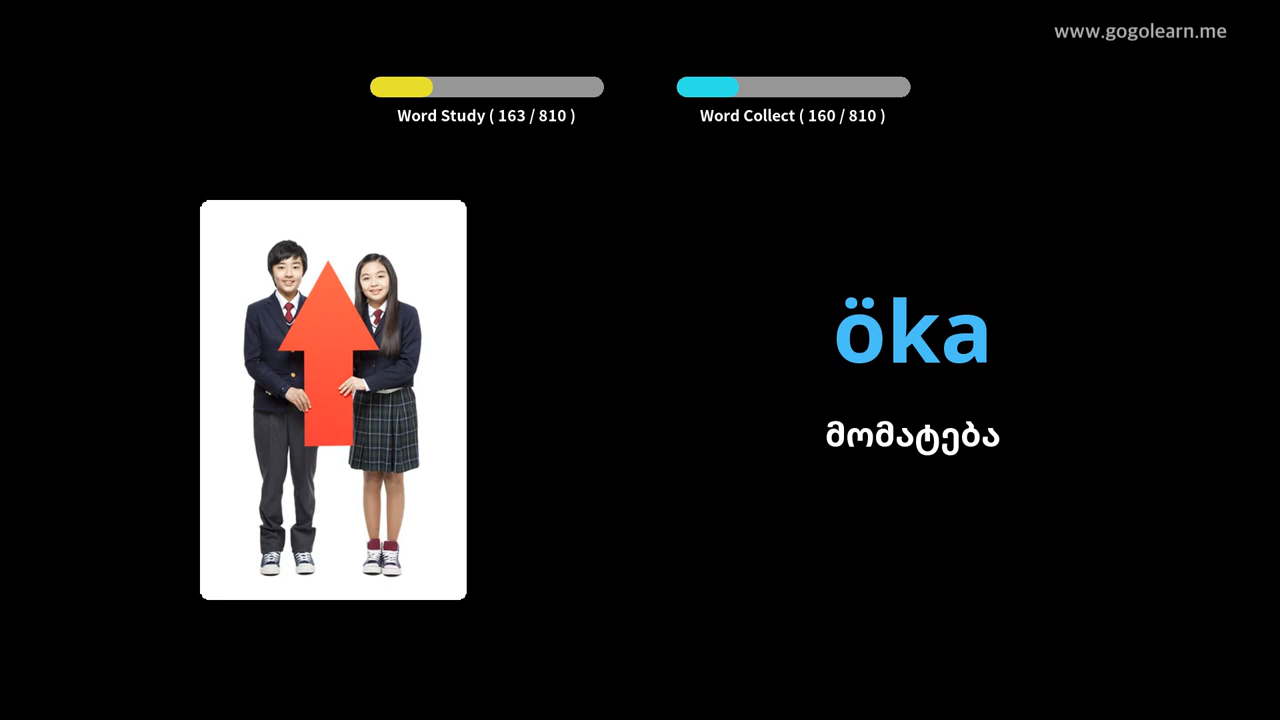 www.gogolearn.me
Word Study ( 163 / 810 )
Word Collect ( 160 / 810 )
öka
მომატება